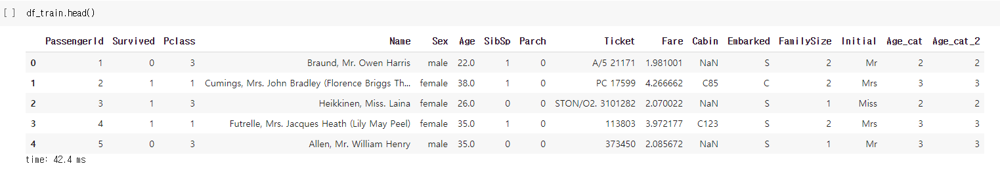 [ ] df_train.head()
PassengerId Survived Pclass Name Sex Age SibSp Parch Ticket Fare Cabin Embarked FamilySize Initial Age_cat Age_cat_2
0 1 0 3 Braund, Mr. Owen Harris male 22.0 1 0 A/5 21171 1.981001 NaN S 2 Mr 2 2
1 2 1 1 Cumings, Mrs. John Bradley (Florence Briggs Th... female 38.0 1 0 PC 17599 4.266662 C85 C 2 Mrs 3 3
2 3 1 3 Heikkinen, Miss. Laina female 26.0 0 0 STON/O2. 3101282 2.070022 NaN S 1 Miss 2 2
3 4 1 1 Futrelle, Mrs. Jacques Heath (Lily May Peel) female 35.0 1 0 113803 3.972177 C123 S 2 Mrs 3 3
4 5 0 3 Allen, Mr. William Henry male 35.0 0 0 373450 2.085672 NaN S 1 Mr 3 3
time: 42.4 ms